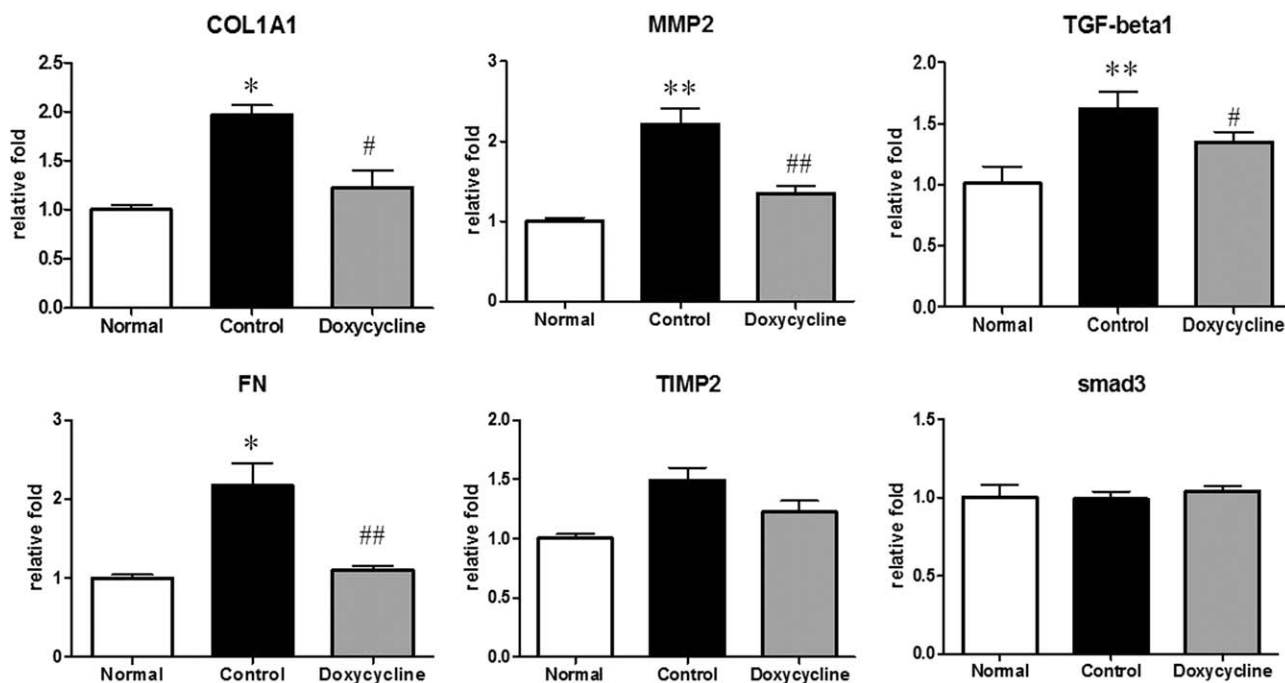 COL1A1
relative fold
2.5
2.0
1.5
1.0
0.5
0.0
*
#
Normal Control Doxycycline
MMP2
relative fold
3
2
1
0
**
##
Normal Control Doxycycline
TGF-beta1
relative fold
2.0
1.5
1.0
0.5
0.0
**
#
Normal Control Doxycycline
FN
relative fold
3
2
1
0
*
##
Normal Control Doxycycline
TIMP2
relative fold
2.0
1.5
1.0
0.5
0.0
Normal Control Doxycycline
smad3
relative fold
1.5
1.0
0.5
0.0
Normal Control Doxycycline